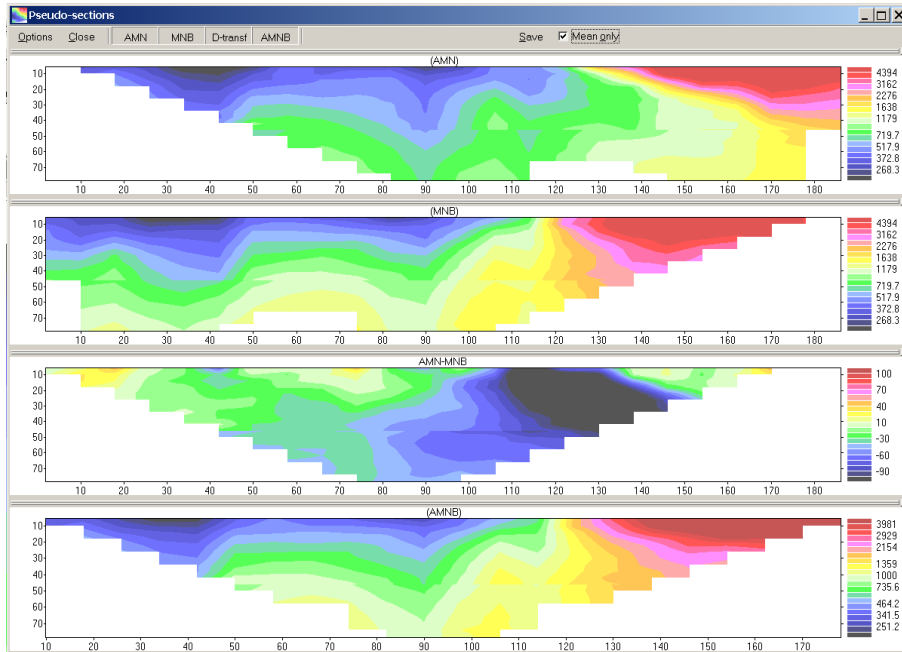 Pseudo-sections
Options Close AMN MNB D-transf AMNB Save Mean only
(AMN)
10 20 30 40 50 60 70
4394 3162 2276 1638 1179 719.7 517.9 372.8 268.3
10 20 30 40 50 60 70 80 90 100 110 120 130 140 150 160 170 180
(MNB)
10 20 30 40 50 60 70
4394 3162 2276 1638 1179 719.7 517.9 372.8 268.3
10 20 30 40 50 60 70 80 90 100 110 120 130 140 150 160 170 180
AMN-MNB
10 20 30 40 50 60 70
100 70 40 10 -30 -60 -90
10 20 30 40 50 60 70 80 90 100 110 120 130 140 150 160 170 180
(AMNB)
10 20 30 40 50 60 70
3981 2929 2154 1359 1000 735.6 464.2 341.5 251.2
10 20 30 40 50 60 70 80 90 100 110 120 130 140 150 160 170 180